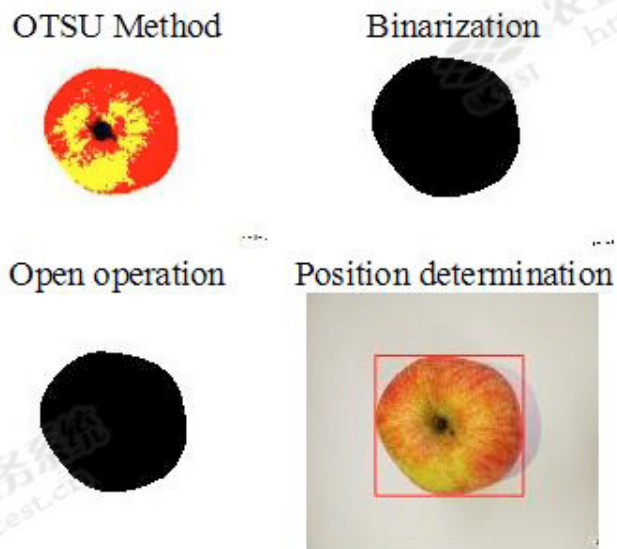 OTSU Method
Binarization
Open operation
Position determination